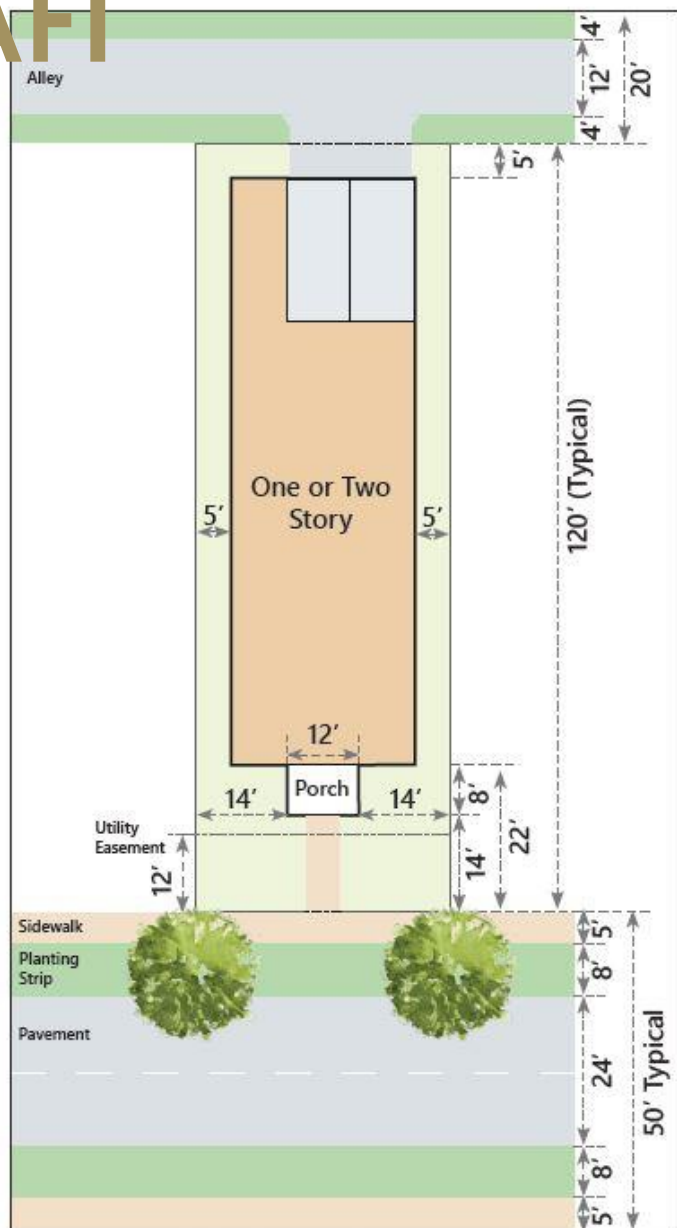 AFT
4’
Alley
12’
20’
4’
5’
120’ (Typical)
One or Two
Story
5’
5’
12’
Porch
14’
14’
8’
22’
14’
Utility
Easement
12’
Sidewalk
5’
Planting
Strip
8’
Pavement
24’
50’ Typical
8’
5’